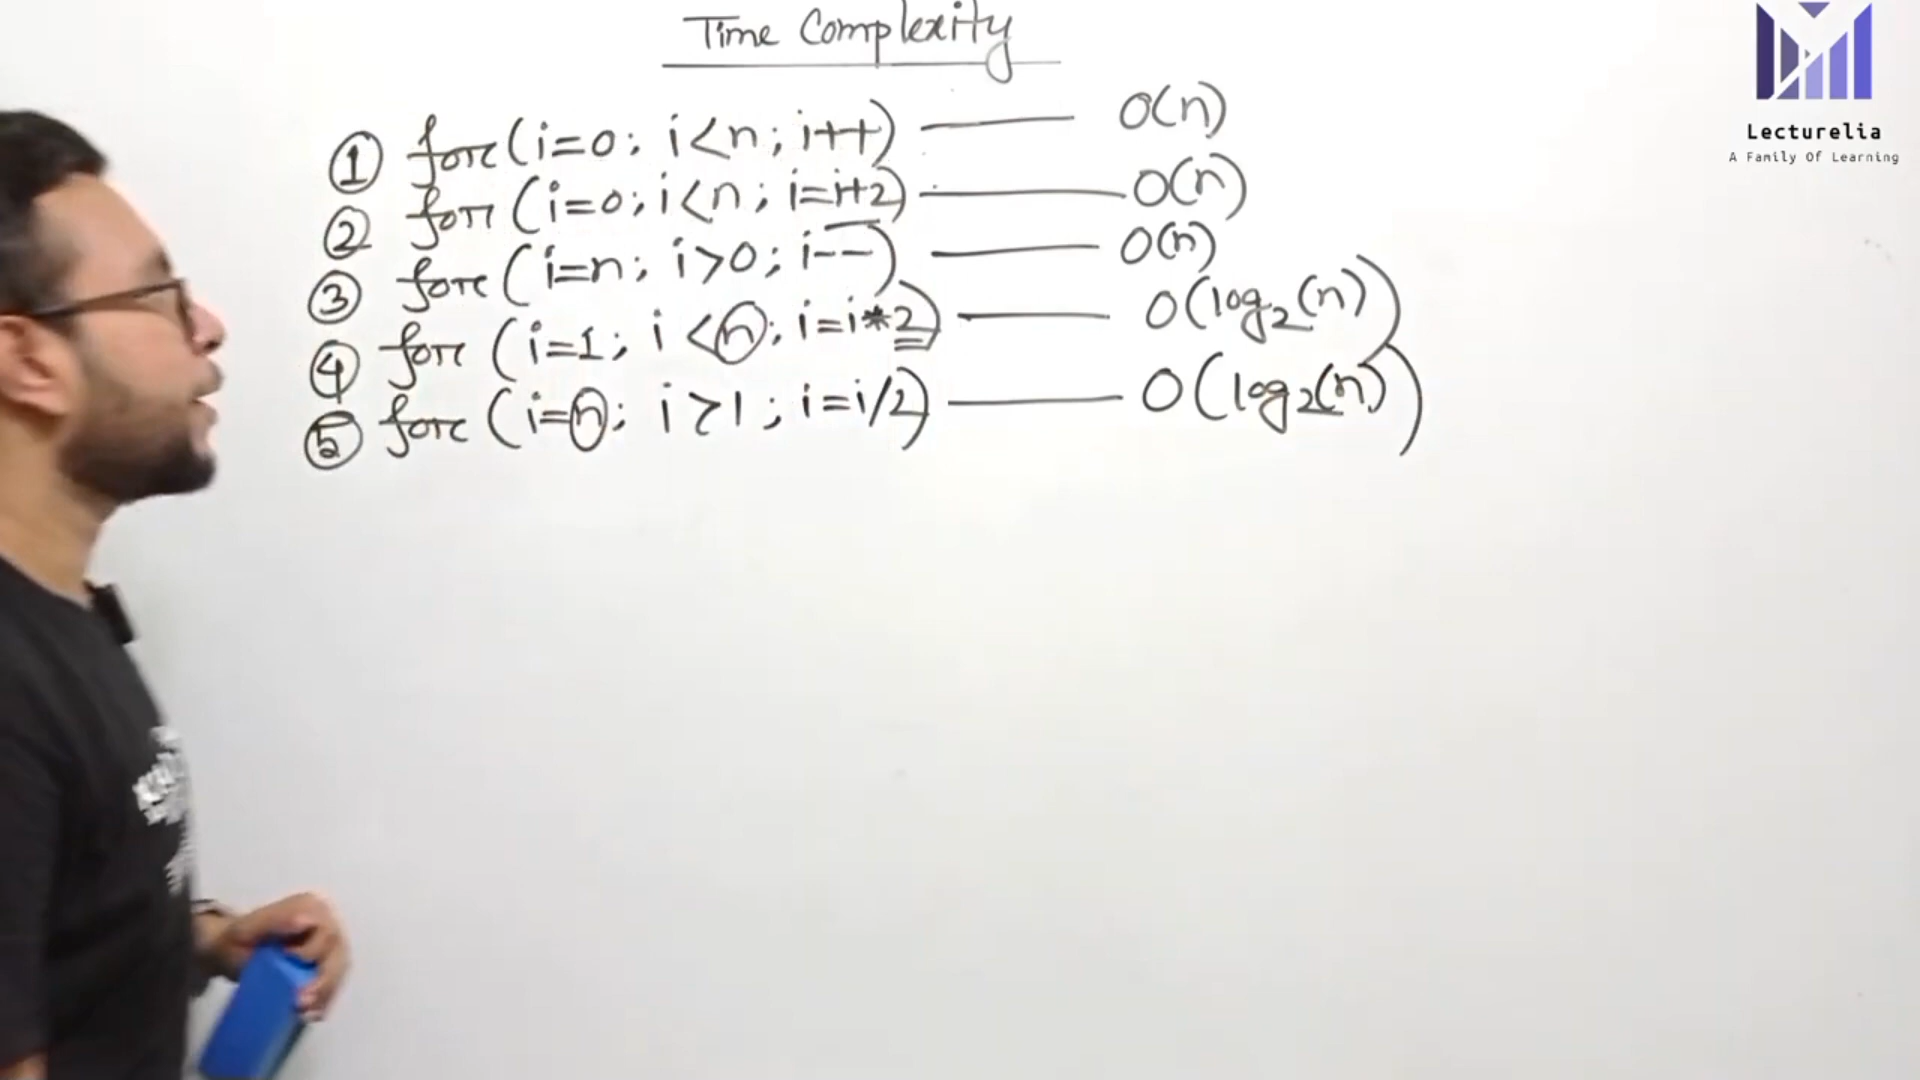 Time Complexity
① for(i=0; i<n; i++) —— O(n)
② for(i=0; i<n; i=i+2) —— O(n)
③ for(i=n; i>0; i--) —— O(n)
④ for(i=1; i<n; i=i*2) —— O(log₂(n))
⑤ for(i=n; i>1; i=i/2) —— O(log₂(n))
Lecturelia
A Family Of Learning